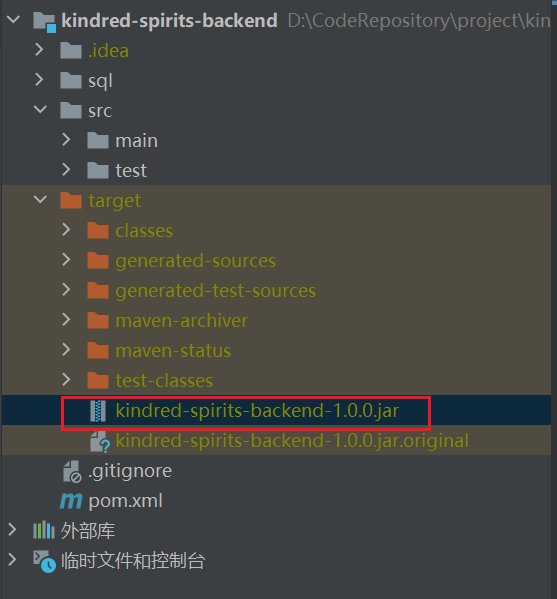 kindred-spirits-backend D:\CodeRepository\project\kin
.idea
sql
src
main
test
target
classes
generated-sources
generated-test-sources
maven-archiver
maven-status
test-classes
kindred-spirits-backend-1.0.0.jar
kindred-spirits-backend-1.0.0.jar.original
.gitignore
pom.xml
外部库
临时文件和控制台